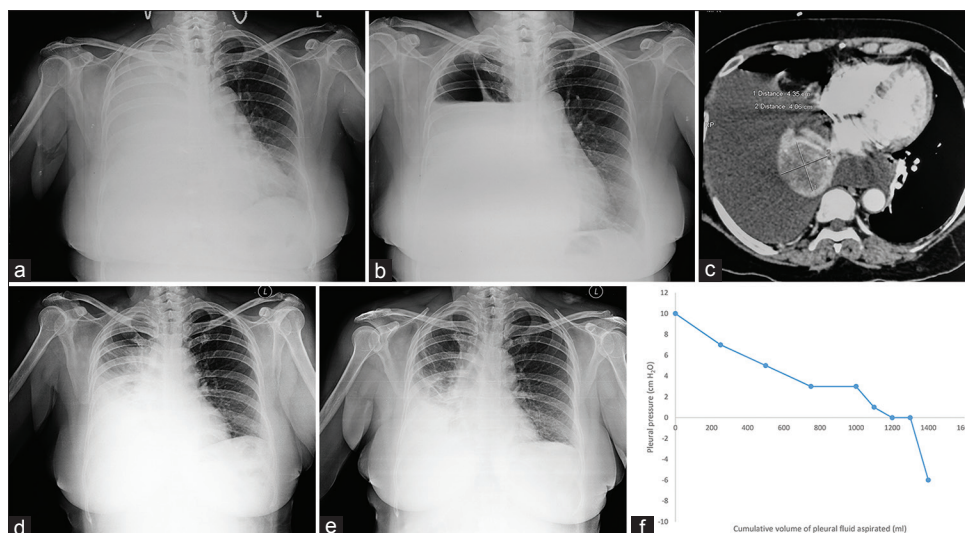 L
a
b
1 Distance: 4.35 cm
2 Distance: 4.06 cm
c
L
d
L
e
12
10
8
6
4
2
0
-2
-4
-6
-8
-10
0 200 400 600 800 1000 1200 1400 1600
Pleural pressure (cm H₂O)
Cumulative volume of pleural fluid aspirated (ml)
f